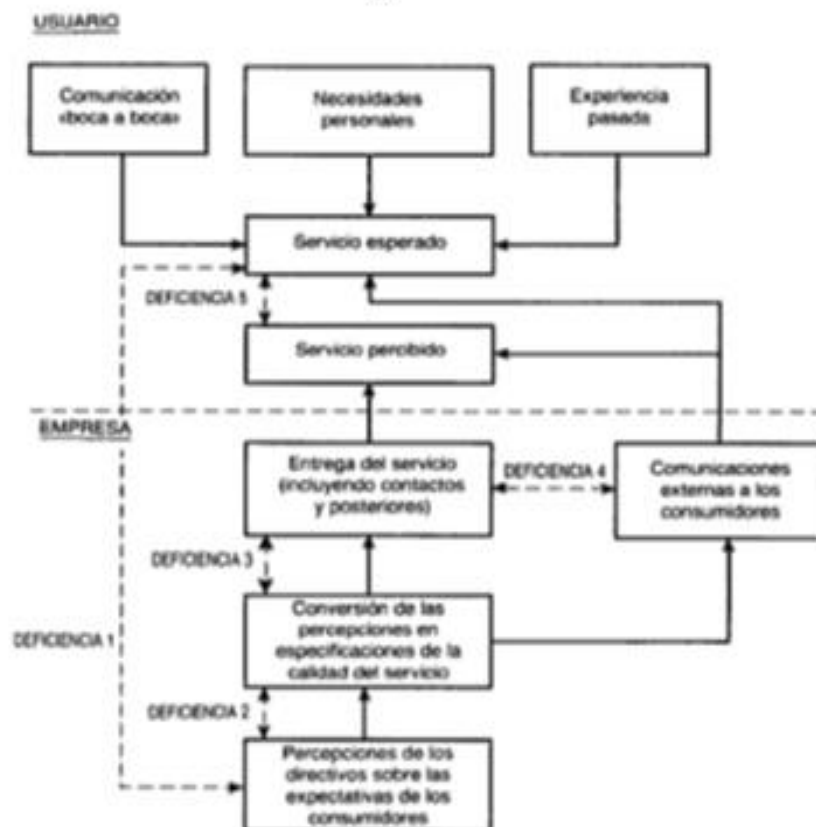 USUARIO
Comunicación
«boca a boca»
Necesidades
personales
Experiencia
pasada
Servicio esperado
DEFICIENCIA 5
Servicio percibido
EMPRESA
Entrega del servicio
(incluyendo contactos
y posteriores)
DEFICIENCIA 4
Comunicaciones
externas a los
consumidores
DEFICIENCIA 3
Conversión de las
percepciones en
especificaciones de la
calidad del servicio
DEFICIENCIA 1
DEFICIENCIA 2
Percepciones de los
directivos sobre las
expectativas de los
consumidores